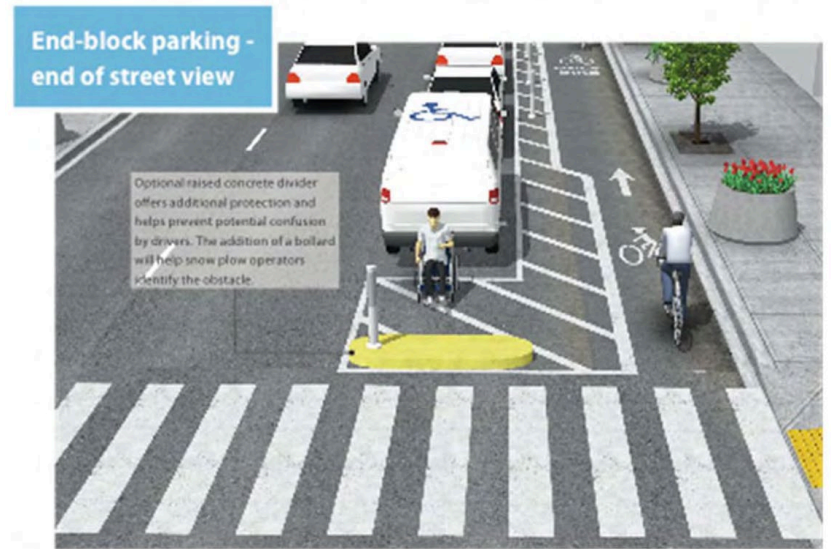 End-block parking -
end of street view
Optional raised concrete divider
offers additional protection and
helps prevent potential confusion
by drivers. The addition of a bollard
will help snow plow operators
identify the obstacle.